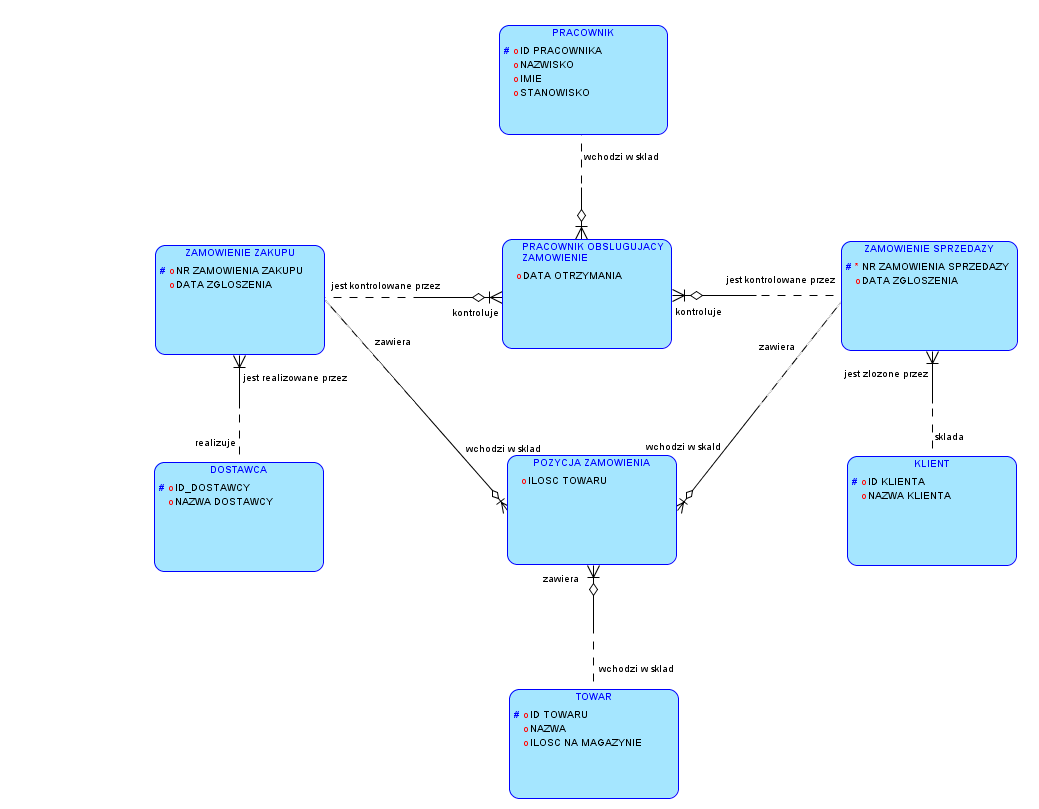 PRACOWNIK
# o ID PRACOWNIKA
o NAZWISKO
o IMIE
o STANOWISKO
wchodzi w sklad
ZAMOWIENIE ZAKUPU
# o NR ZAMOWIENIA ZAKUPU
o DATA ZGLOSZENIA
PRACOWNIK OBSLUGUJACY
ZAMOWIENIE
o DATA OTRZYMANIA
ZAMOWIENIE SPRZEDAZY
# * NR ZAMOWIENIA SPRZEDAZY
o DATA ZGLOSZENIA
jest kontrolowane przez
kontroluje
jest kontrolowane przez
kontroluje
zawiera
zawiera
jest realizowane przez
realizuje
jest zlozone przez
sklada
wchodzi w sklad
wchodzi w skald
DOSTAWCA
# o ID_DOSTAWCY
o NAZWA DOSTAWCY
POZYCJA ZAMOWIENIA
o ILOSC TOWARU
KLIENT
# o ID KLIENTA
o NAZWA KLIENTA
zawiera
wchodzi w sklad
TOWAR
# o ID TOWARU
o NAZWA
o ILOSC NA MAGAZYNIE